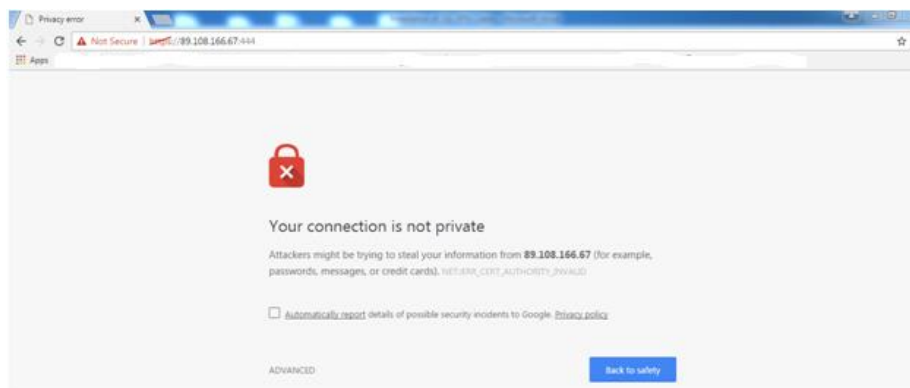 Privacy error
Not Secure | https://89.108.166.67:444
Apps
Your connection is not private
Attackers might be trying to steal your information from 89.108.166.67 (for example,
passwords, messages, or credit cards). NET::ERR_CERT_AUTHORITY_INVALID
Automatically report details of possible security incidents to Google. Privacy policy
ADVANCED
Back to safety